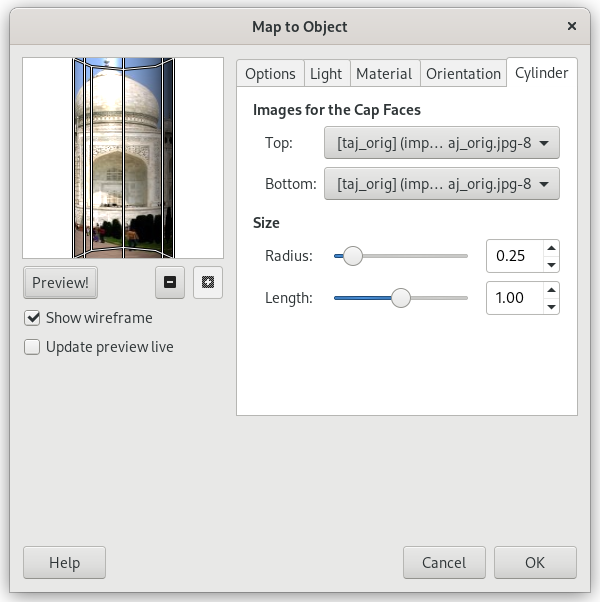 Map to Object
Options
Light
Material
Orientation
Cylinder
Images for the Cap Faces
Top:
[taj_orig] (imp… aj_orig.jpg-8
Bottom:
[taj_orig] (imp… aj_orig.jpg-8
Size
Radius:
0.25
Length:
1.00
Preview!
Show wireframe
Update preview live
Help
Cancel
OK